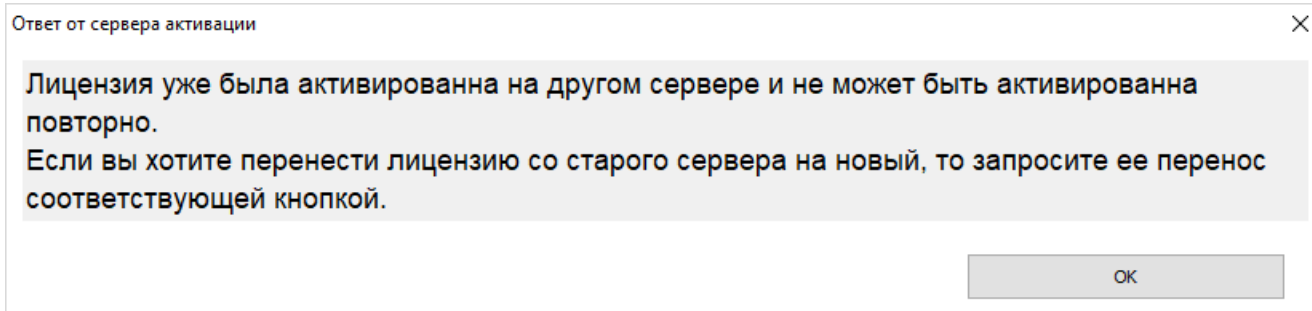 Ответ от сервера активации
Лицензия уже была активированна на другом сервере и не может быть активированна
повторно.
Если вы хотите перенести лицензию со старого сервера на новый, то запросите ее перенос
соответствующей кнопкой.
ОК